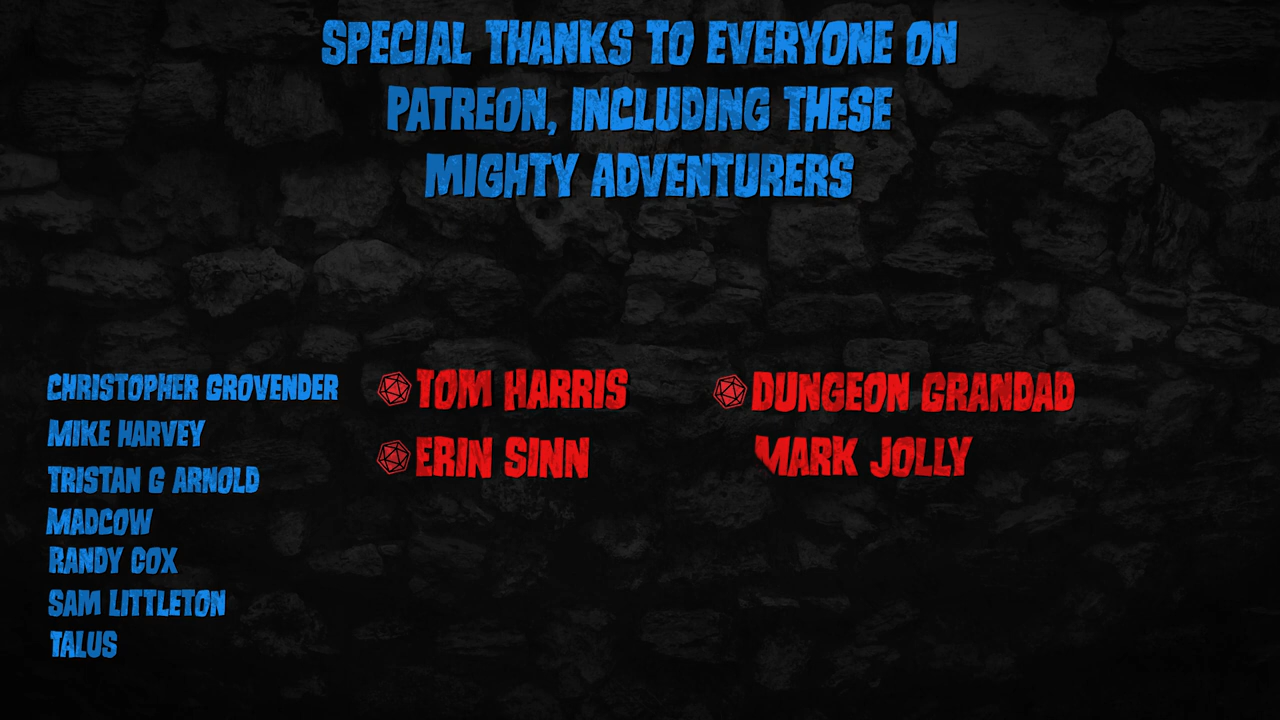 SPECIAL THANKS TO EVERYONE ON
PATREON, INCLUDING THESE
MIGHTY ADVENTURERS
CHRISTOPHER GROVENDER
MIKE HARVEY
TRISTAN G ARNOLD
MADCOW
RANDY COX
SAM LITTLETON
TALUS
TOM HARRIS
ERIN SINN
DUNGEON GRANDAD
MARK JOLLY